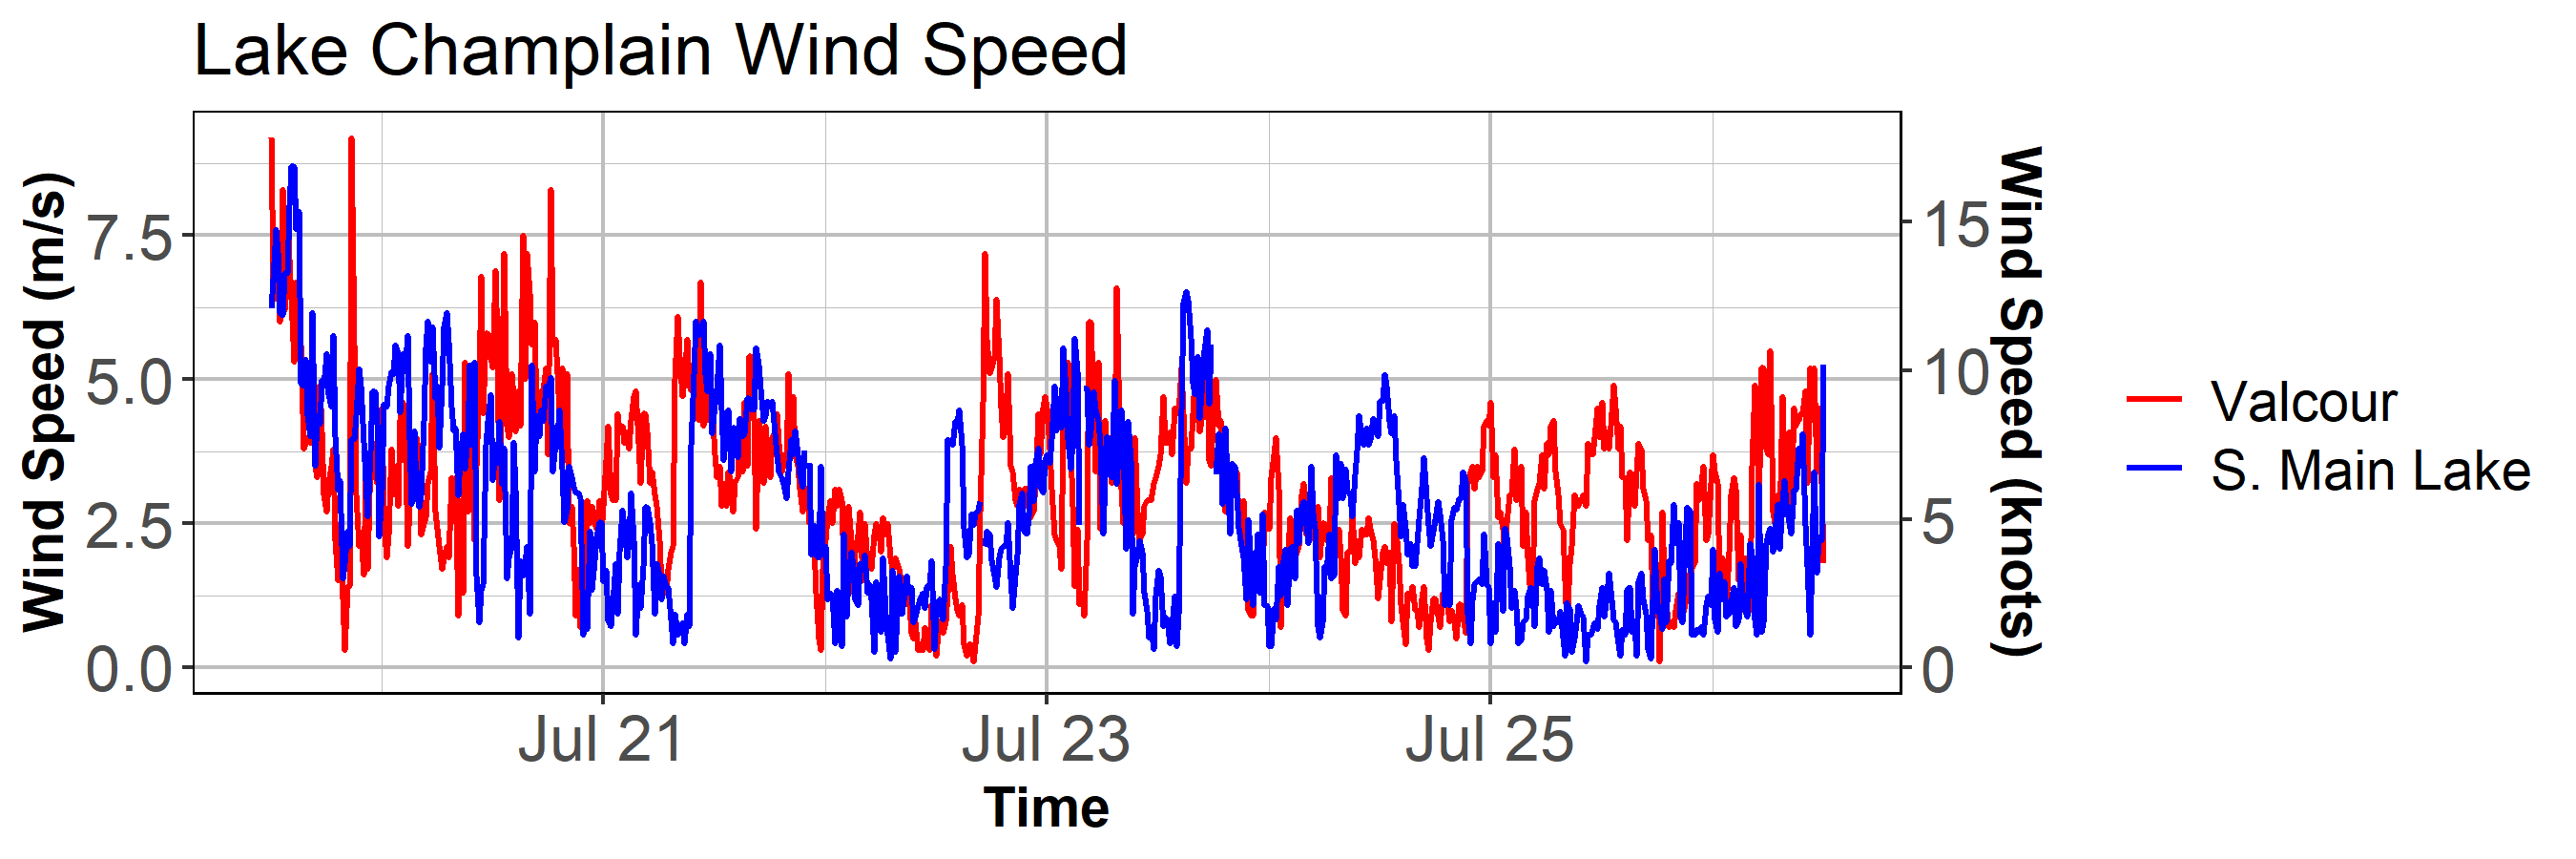 Lake Champlain Wind Speed
Wind Speed (m/s)
7.5
5.0
2.5
0.0
15
10
5
0
Wind Speed (knots)
Jul 21
Jul 23
Jul 25
Time
Valcour
S. Main Lake